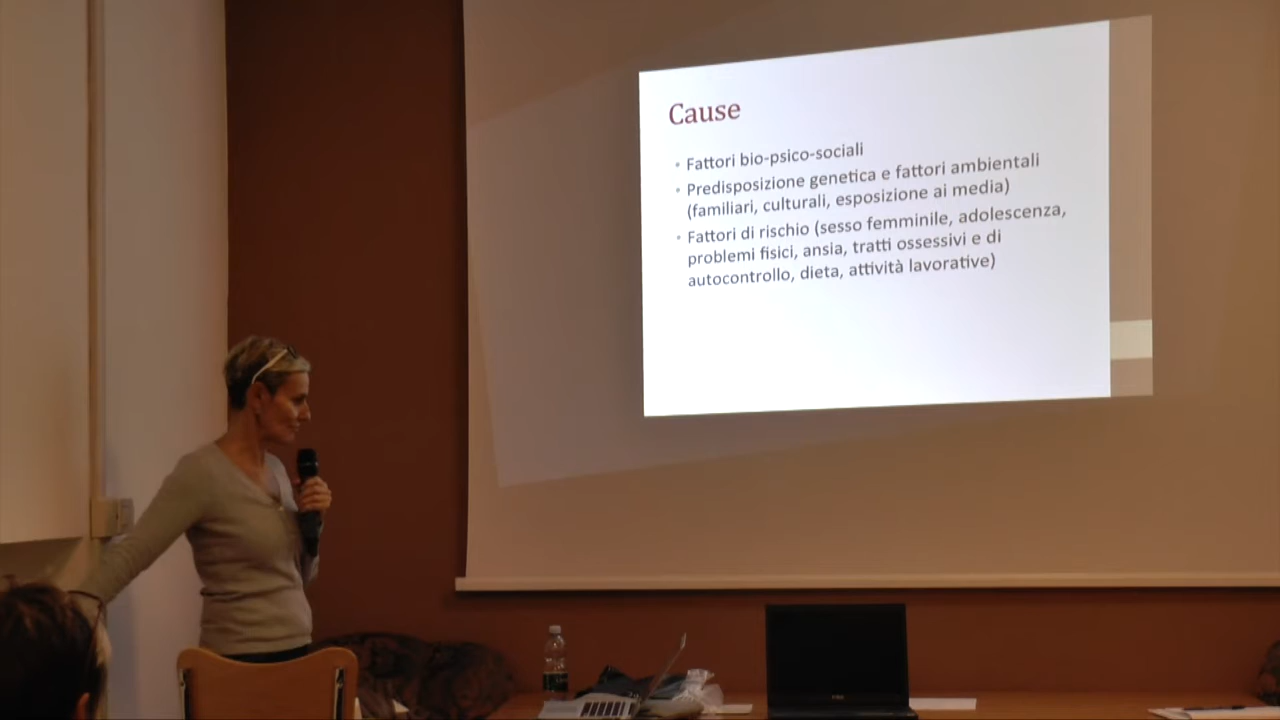 Cause
• Fattori bio-psico-sociali
• Predisposizione genetica e fattori ambientali
(familiari, culturali, esposizione ai media)
• Fattori di rischio (sesso femminile, adolescenza,
problemi fisici, ansia, tratti ossessivi e di
autocontrollo, dieta, attività lavorative)